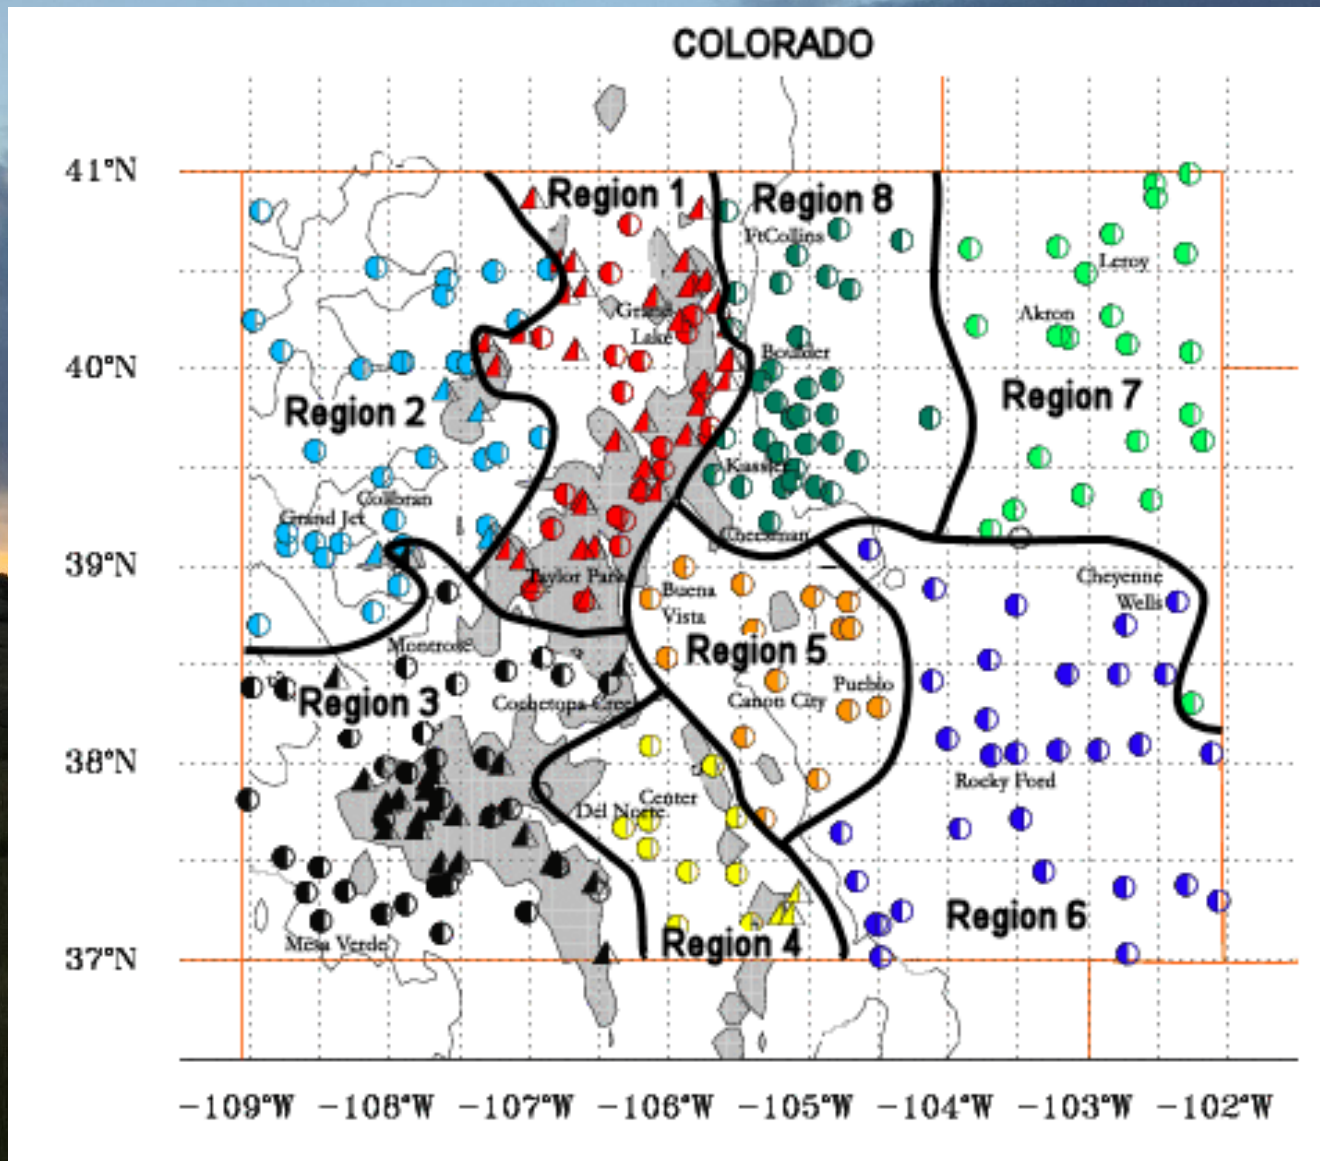 COLORADO
41°N
Region 1
Region 8
FtCollins
Leroy
Grand
Lake
Akron
40°N
Boulder
Region 2
Region 7
Kassler
Collbran
Grand Jct
Cheesman
39°N
Taylor Park
Buena
Vista
Cheyenne
Wells
Montrose
Region 5
Region 3
Cochetopa Creek
Canon City
Pueblo
38°N
Rocky Ford
Del Norte
Center
Region 6
Mesa Verde
Region 4
37°N
-109°W -108°W -107°W -106°W -105°W -104°W -103°W -102°W